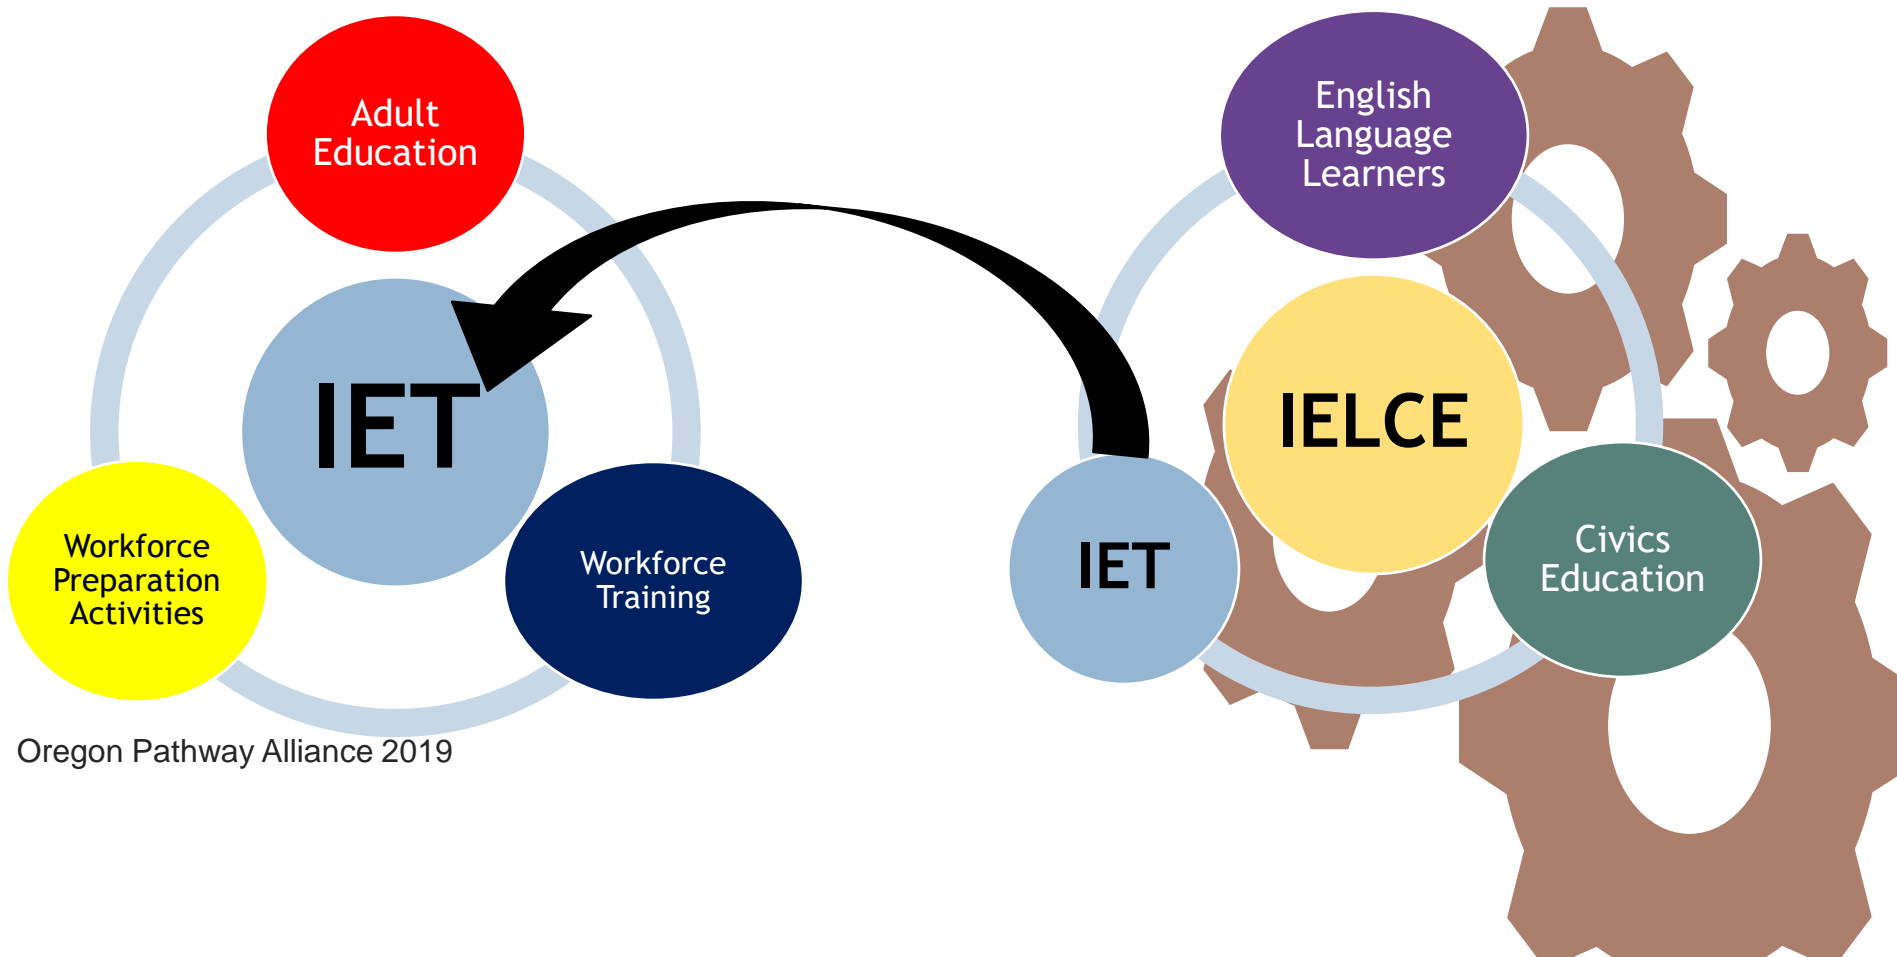 Adult
Education
IET
Workforce
Preparation
Activities
Workforce
Training
English
Language
Learners
IELCE
IET
Civics
Education
Oregon Pathway Alliance 2019